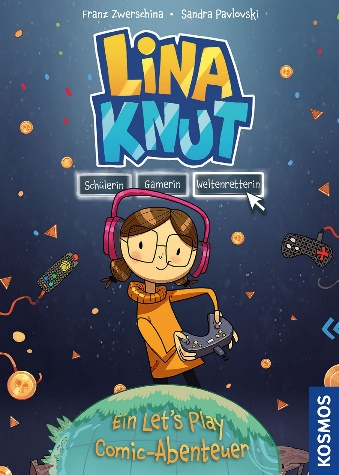 Franz Zwerschina · Sandra Pavlovski
LiNA
KNUT
Schülerin Gamerin Weltenretterin
Ein Let's Play
Comic-Abenteuer
KOSMOS